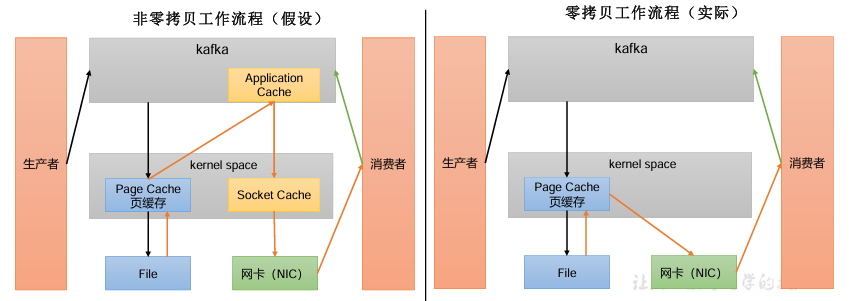 非零拷贝工作流程（假设）
kafka
Application
Cache
生产者
kernel space
消费者
Page Cache
页缓存
Socket Cache
File
网卡（NIC）
零拷贝工作流程（实际）
kafka
生产者
kernel space
消费者
Page Cache
页缓存
File
网卡（NIC）
让
学的